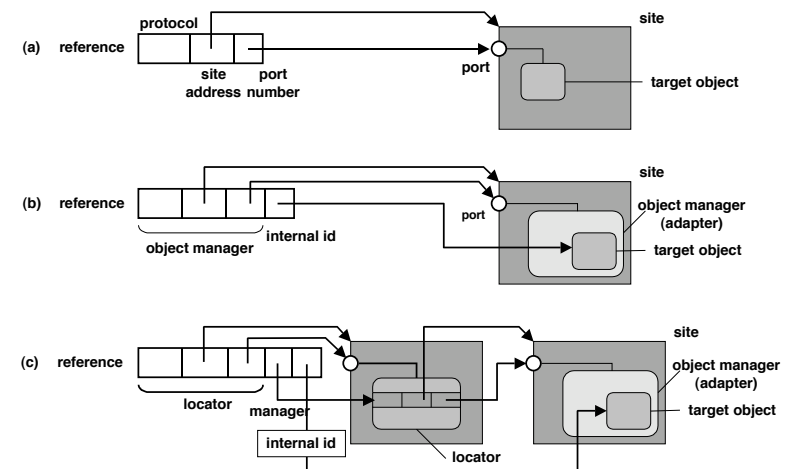 protocol
site
(a) reference
port
site port
address number
target object
site
(b) reference
port
object manager
(adapter)
internal id
object manager
target object
site
(c) reference
object manager
(adapter)
locator
manager
target object
internal id
locator